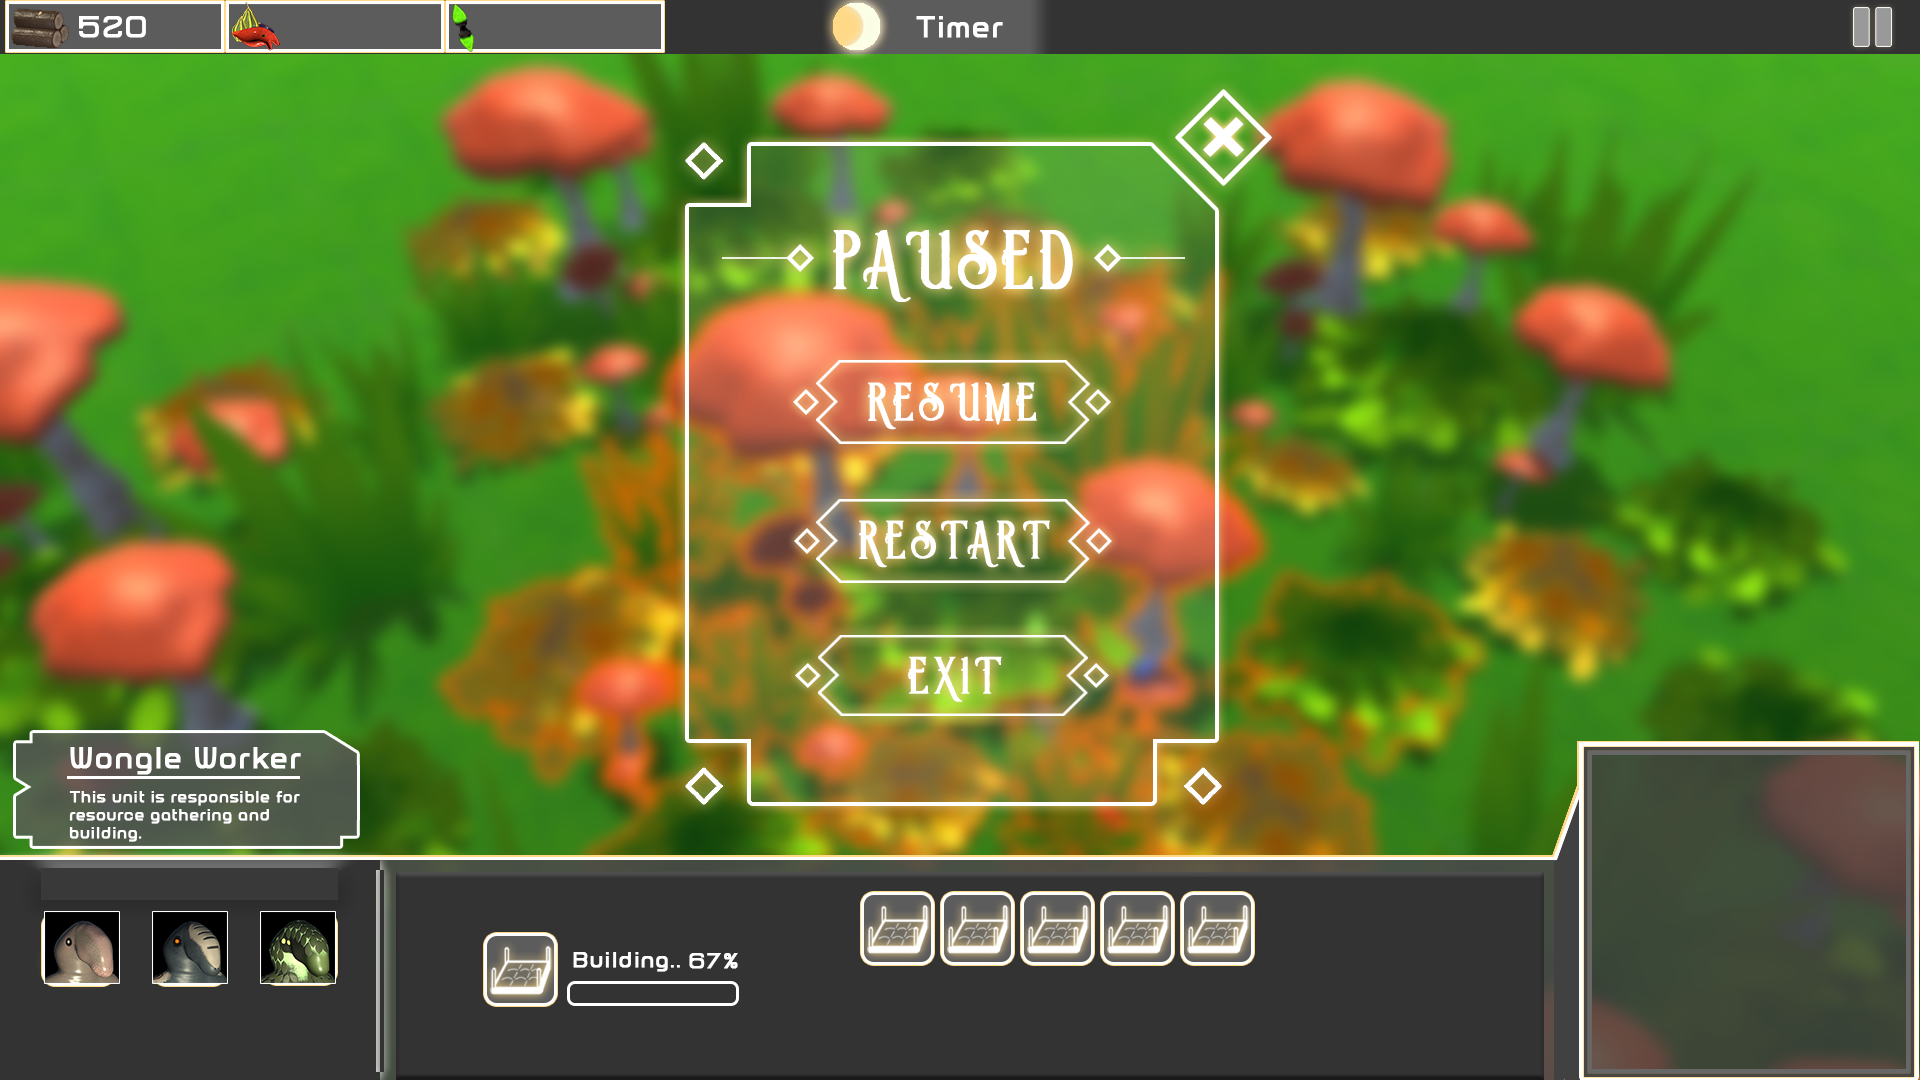 520
Timer
PAUSED
RESUME
RESTART
EXIT
Wongle Worker
This unit is responsible for
resource gathering and
building.
Building.. 67%